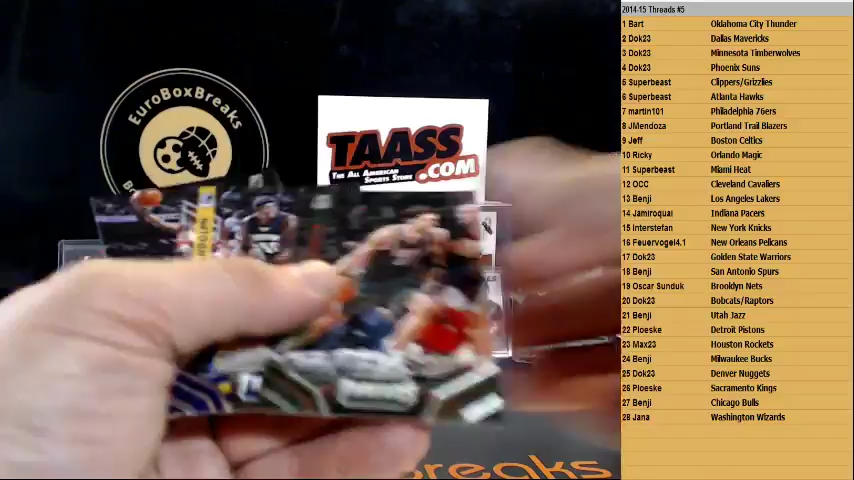 EuroBoxBreaks
TAASS
THE ALL AMERICAN
SPORTS STORE
.COM
reaks
2014-15 Threads #5
1 Bart Oklahoma City Thunder
2 Dok23 Dallas Mavericks
3 Dok23 Minnesota Timberwolves
4 Dok23 Phoenix Suns
5 Superbeast Clippers/Grizzlies
6 Superbeast Atlanta Hawks
7 martin101 Philadelphia 76ers
8 JMendoza Portland Trail Blazers
9 Jeff Boston Celtics
10 Ricky Orlando Magic
11 Superbeast Miami Heat
12 OCC Cleveland Cavaliers
13 Benji Los Angeles Lakers
14 Jamiroquai Indiana Pacers
15 Interstefan New York Knicks
16 Feuervogel4.1 New Orleans Pelicans
17 Dok23 Golden State Warriors
18 Benji San Antonio Spurs
19 Oscar Sunduk Brooklyn Nets
20 Dok23 Bobcats/Raptors
21 Benji Utah Jazz
22 Ploeske Detroit Pistons
23 Max23 Houston Rockets
24 Benji Milwaukee Bucks
25 Dok23 Denver Nuggets
26 Ploeske Sacramento Kings
27 Benji Chicago Bulls
28 Jana Washington Wizards